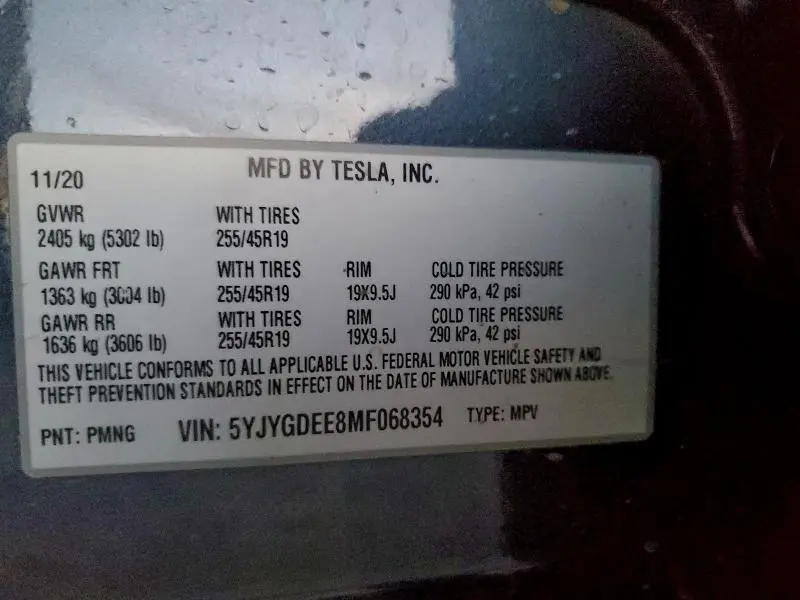 11/20 MFD BY TESLA, INC.
GVWR WITH TIRES
2405 kg (5302 lb) 255/45R19
GAWR FRT WITH TIRES RIM COLD TIRE PRESSURE
1363 kg (3004 lb) 255/45R19 19X9.5J 290 kPa, 42 psi
GAWR RR WITH TIRES RIM COLD TIRE PRESSURE
1636 kg (3606 lb) 255/45R19 19X9.5J 290 kPa, 42 psi
THIS VEHICLE CONFORMS TO ALL APPLICABLE U.S. FEDERAL MOTOR VEHICLE SAFETY AND
THEFT PREVENTION STANDARDS IN EFFECT ON THE DATE OF MANUFACTURE SHOWN ABOVE.
PNT: PMNG VIN: 5YJYGDEE8MF068354 TYPE: MPV